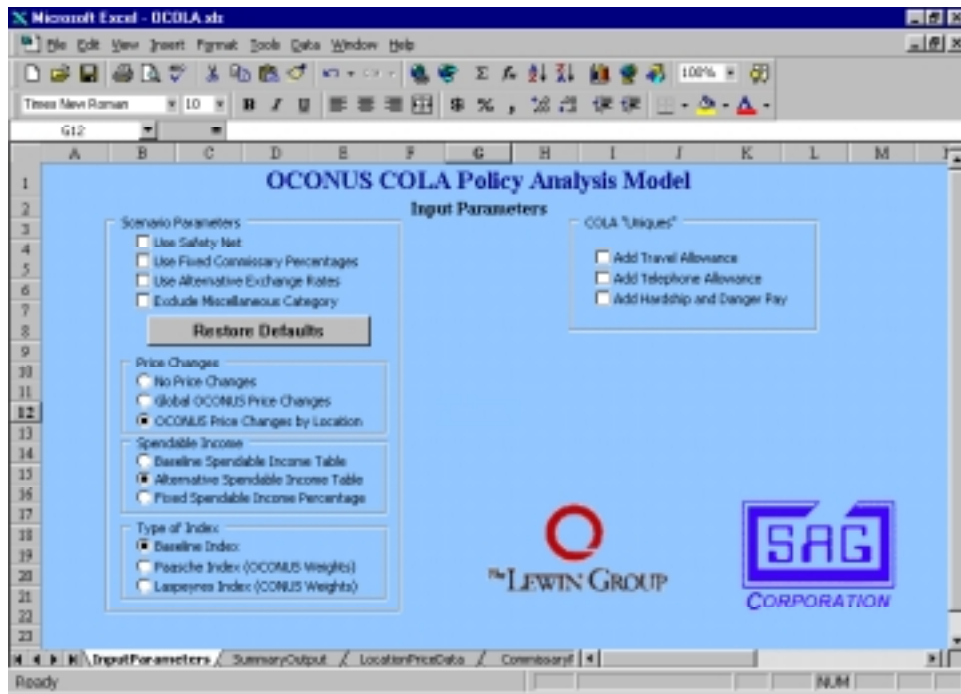 Microsoft Excel - OCOLA.xls
File Edit View Insert Format Tools Data Window Help
100%
Times New Roman 10 B I U $ % ,
G12 =
A B C D E F G H I J K L M
1 OCONUS COLA Policy Analysis Model
2 Input Parameters
3 Scenario Parameters COLA "Uniques"
4 Use Safety Net Add Travel Allowance
5 Use Fixed Commissary Percentages Add Telephone Allowance
6 Use Alternative Exchange Rates Add Hardship and Danger Pay
7 Exclude Miscellaneous Category
8 Restore Defaults
9
10 Price Changes
11 No Price Changes
12 Global OCONUS Price Changes
13 OCONUS Price Changes by Location
14 Spendable Income
15 Baseline Spendable Income Table
16 Alternative Spendable Income Table
17 Fixed Spendable Income Percentage
18 Type of Index
19 Baseline Index
20 Paasche Index (OCONUS Weights)
21 Laspeyres Index (CONUS Weights)
22
23
The LEWIN GROUP
SAG
CORPORATION
InputParameters SummaryOutput LocationPriceData
Ready NUM